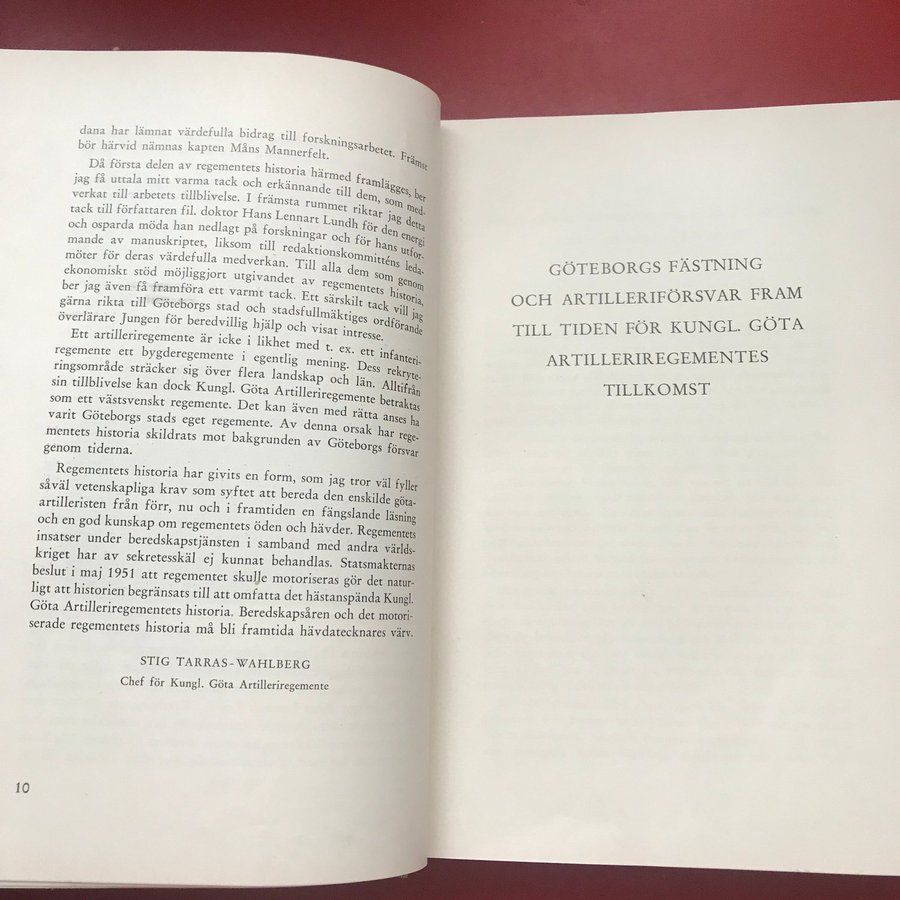 dana har lämnat värdefulla bidrag till forskningsarbetet. Främst
bör härvid nämnas kapten Måns Mannerfelt.
Då första delen av regementets historia härmed framlägges, ber
jag få uttala mitt varma tack och erkännande till dem, som med-
verkat till arbetets tillblivelse. I främsta rummet riktar jag detta
tack till författaren fil. doktor Hans Lennart Lundh för den energi
och osparda möda han nedlagt på forskningar och för hans utfor-
mande av manuskriptet, liksom till redaktionskommitténs leda-
möter för deras värdefulla medverkan. Till alla dem som genom
ekonomiskt stöd möjliggjort utgivandet av regementets historia,
ber jag även få framföra ett varmt tack. Ett särskilt tack vill jag
gärna rikta till Göteborgs stad och stadsfullmäktiges ordförande
överlärare Jungen för beredvillig hjälp och visat intresse.
Ett artilleriregemente är icke i likhet med t. ex. ett infanteri-
regemente ett bygderegemente i egentlig mening. Dess rekryte-
ringsområde sträcker sig över flera landskap och län. Alltifrån
sin tillblivelse kan dock Kungl. Göta Artilleriregemente betraktas
som ett västsvenskt regemente. Det kan även med rätta anses ha
varit Göteborgs stads eget regemente. Av denna orsak har rege-
mentets historia skildrats mot bakgrunden av Göteborgs försvar
genom tiderna.
Regementets historia har givits en form, som jag tror väl fyller
såväl vetenskapliga krav som syftet att bereda den enskilde göta-
artilleristen från förr, nu och i framtiden en fängslande läsning
och en god kunskap om regementets öden och hävder. Regementets
insatser under beredskapstjänsten i samband med andra världs-
kriget har av sekretesskäl ej kunnat behandlas. Statsmakternas
beslut i maj 1951 att regementet skulle motoriseras gör det natur-
ligt att historien begränsats till att omfatta det hästanspända Kungl.
Göta Artilleriregementets historia. Beredskapsåren och det motori-
serade regementets historia må bli framtida hävdatecknares värv.
STIG TARRAS-WAHLBERG
Chef för Kungl. Göta Artilleriregemente
10
GÖTEBORGS FÄSTNING
OCH ARTILLERIFÖRSVAR FRAM
TILL TIDEN FÖR KUNGL. GÖTA
ARTILLERIREGEMENTES
TILLKOMST